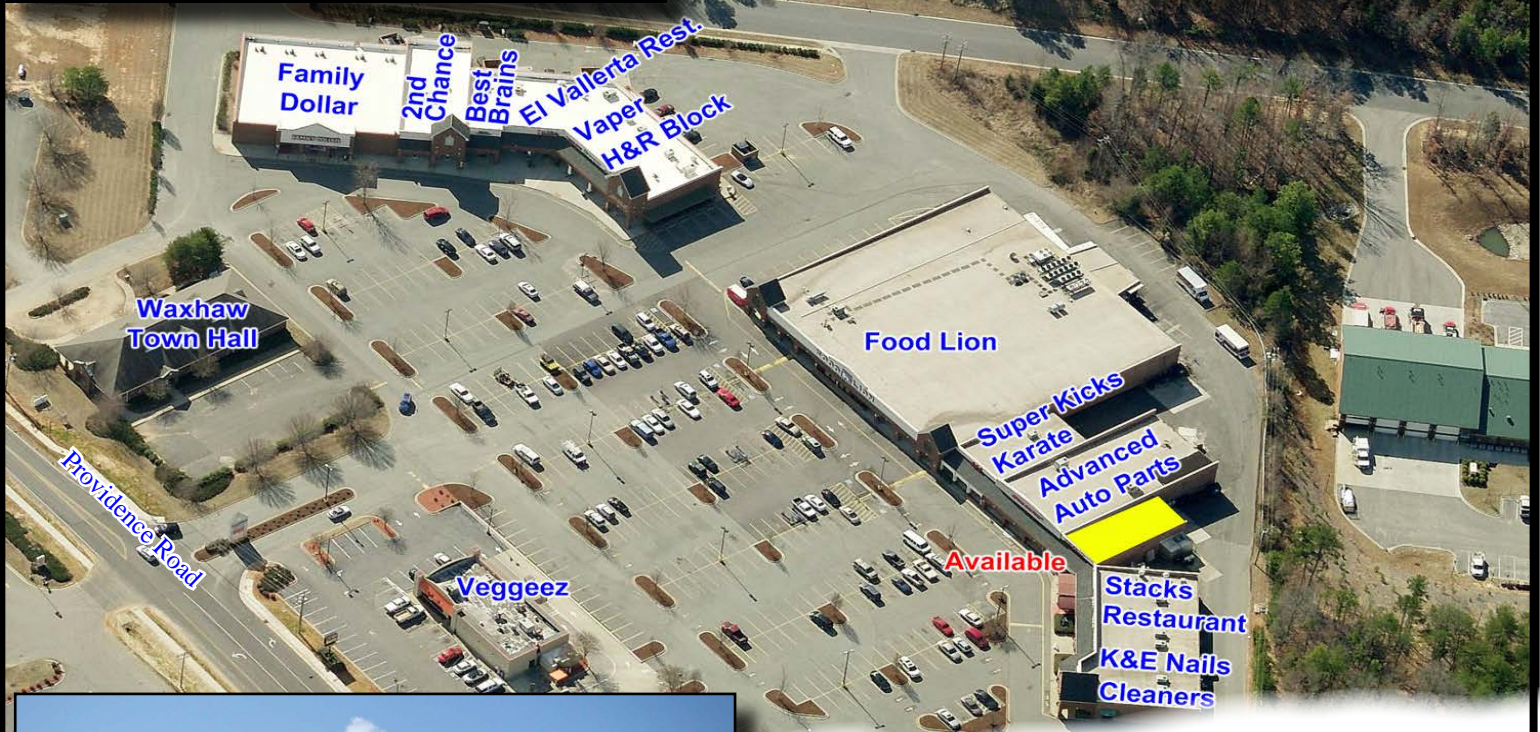 Family
Dollar
2nd
Chance
Best
Brains
El Vallerta Rest.
Vaper
H&R Block
Waxhaw
Town Hall
Food Lion
Super Kicks
Karate
Advanced
Auto Parts
Providence Road
Available
Veggeez
Stacks
Restaurant
K&E Nails
Cleaners